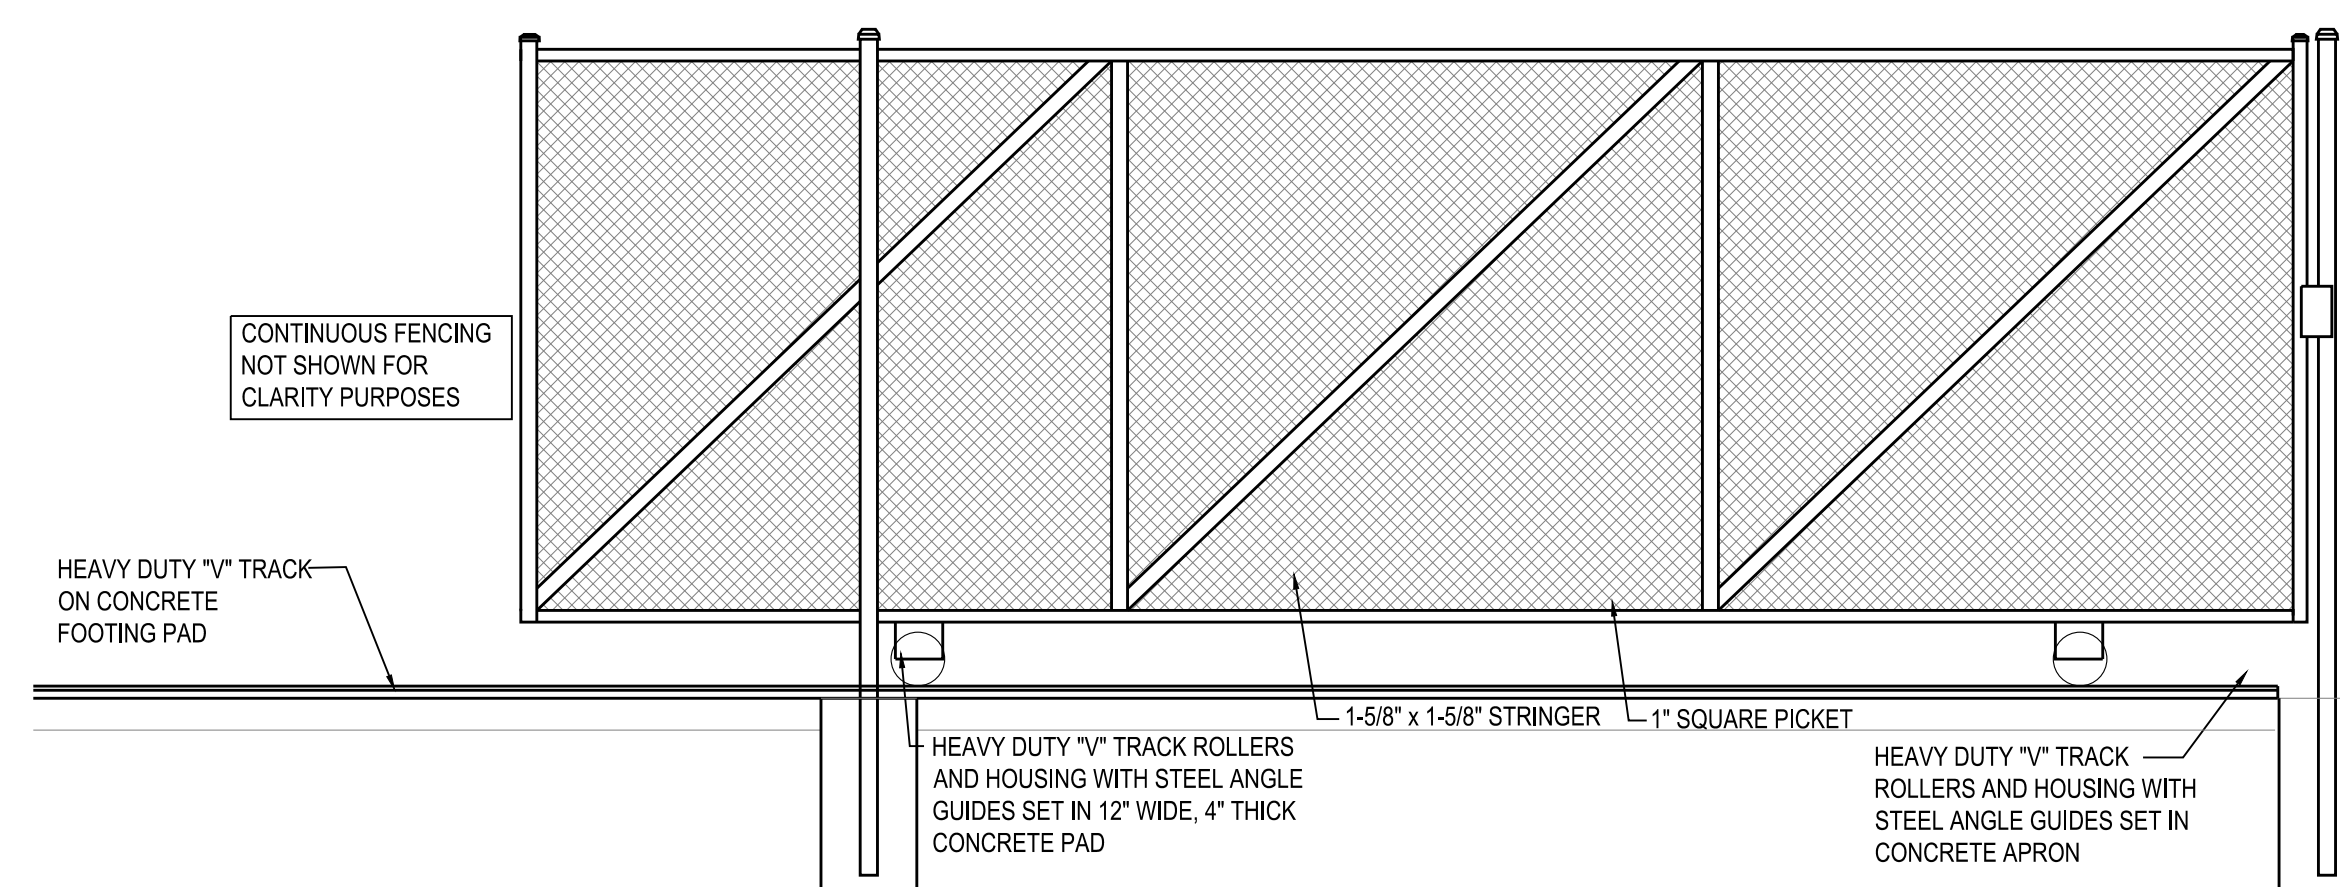 CONTINUOUS FENCING
NOT SHOWN FOR
CLARITY PURPOSES
HEAVY DUTY "V" TRACK
ON CONCRETE
FOOTING PAD
1-5/8" x 1-5/8" STRINGER
1" SQUARE PICKET
HEAVY DUTY "V" TRACK ROLLERS
AND HOUSING WITH STEEL ANGLE
GUIDES SET IN 12" WIDE, 4" THICK
CONCRETE PAD
HEAVY DUTY "V" TRACK
ROLLERS AND HOUSING WITH
STEEL ANGLE GUIDES SET IN
CONCRETE APRON